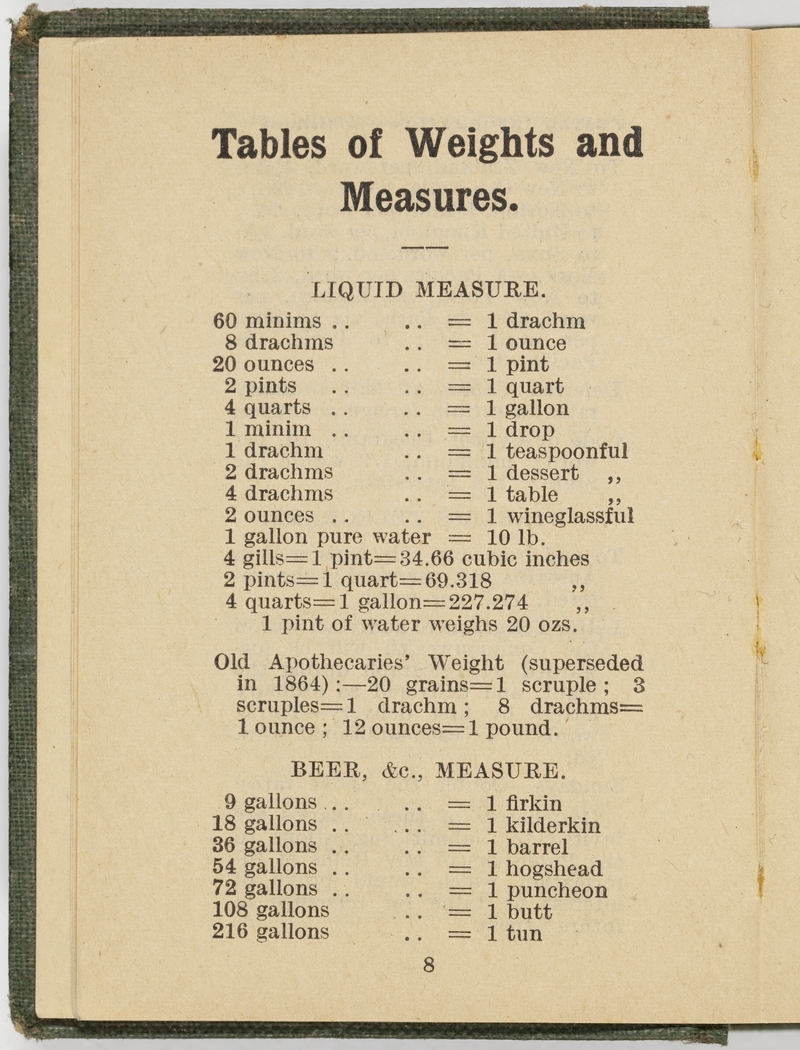 Tables of Weights and
Measures.
LIQUID MEASURE.
60 minims .. .. = 1 drachm
8 drachms .. = 1 ounce
20 ounces .. .. = 1 pint
2 pints .. .. = 1 quart
4 quarts .. .. = 1 gallon
1 minim .. .. = 1 drop
1 drachm .. = 1 teaspoonful
2 drachms .. = 1 dessert ,,
4 drachms .. = 1 table ,,
2 ounces .. .. = 1 wineglassful
1 gallon pure water = 10 lb.
4 gills=1 pint=34.66 cubic inches
2 pints=1 quart=69.318 ,,
4 quarts=1 gallon=227.274 ,,
1 pint of water weighs 20 ozs.
Old Apothecaries' Weight (superseded
in 1864):—20 grains=1 scruple; 3
scruples=1 drachm; 8 drachms=
1 ounce; 12 ounces=1 pound.
BEER, &c., MEASURE.
9 gallons .. .. = 1 firkin
18 gallons .. ... = 1 kilderkin
36 gallons .. .. = 1 barrel
54 gallons .. .. = 1 hogshead
72 gallons .. .. = 1 puncheon
108 gallons .. = 1 butt
216 gallons .. = 1 tun
8